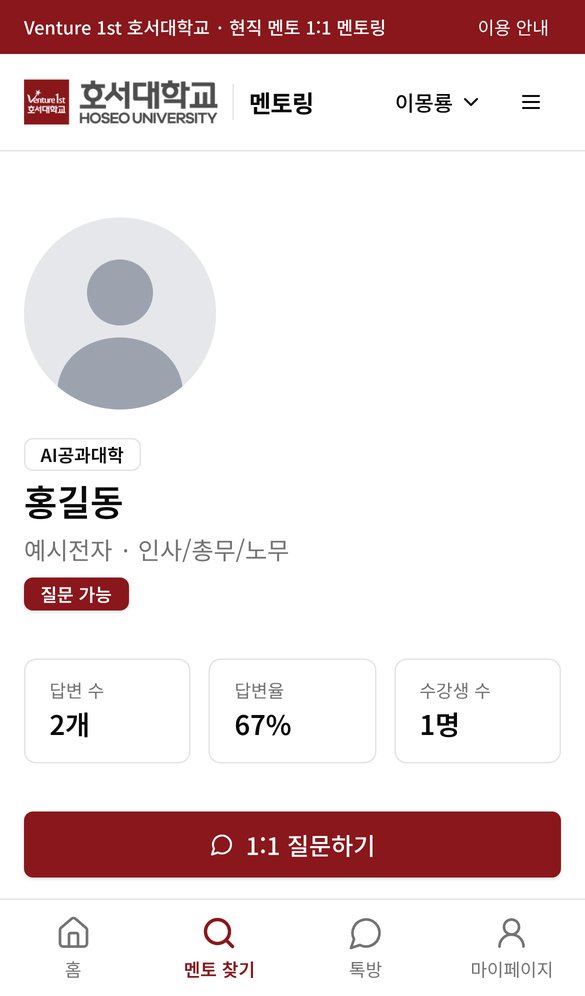 Venture 1st 호서대학교 · 현직 멘토 1:1 멘토링
이용 안내
Venture 1st
호서대학교
호서대학교
HOSEO UNIVERSITY
멘토링
이몽룡
AI공과대학
홍길동
예시전자 · 인사/총무/노무
질문 가능
답변 수
2개
답변율
67%
수강생 수
1명
1:1 질문하기
홈
멘토 찾기
톡방
마이페이지